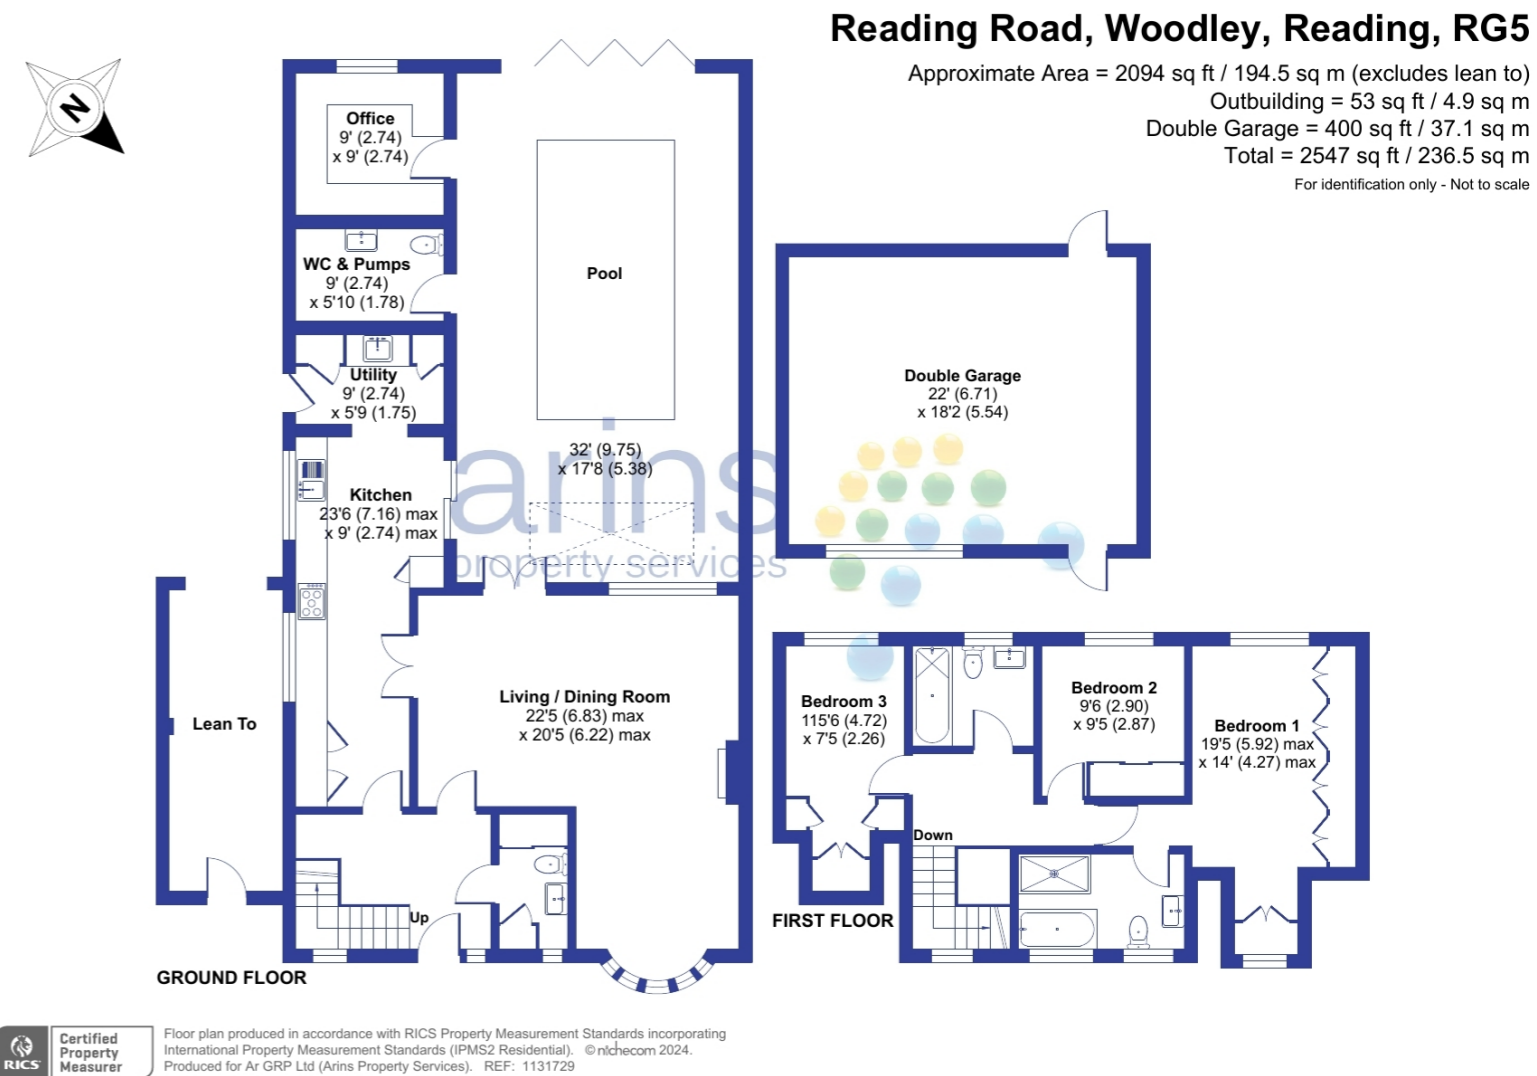 Reading Road, Woodley, Reading, RG5
Approximate Area = 2094 sq ft / 194.5 sq m (excludes lean to)
Outbuilding = 53 sq ft / 4.9 sq m
Double Garage = 400 sq ft / 37.1 sq m
Total = 2547 sq ft / 236.5 sq m
For identification only - Not to scale
N
Office
9' (2.74)
x 9' (2.74)
WC & Pumps
9' (2.74)
x 5'10 (1.78)
Utility
9' (2.74)
x 5'9 (1.75)
Pool
32' (9.75)
x 17'8 (5.38)
Kitchen
23'6 (7.16) max
x 9' (2.74) max
arins
property services
Double Garage
22' (6.71)
x 18'2 (5.54)
Lean To
Living / Dining Room
22'5 (6.83) max
x 20'5 (6.22) max
Up
GROUND FLOOR
Bedroom 3
115'6 (4.72)
x 7'5 (2.26)
Bedroom 2
9'6 (2.90)
x 9'5 (2.87)
Bedroom 1
19'5 (5.92) max
x 14' (4.27) max
Down
FIRST FLOOR
RICS
Certified
Property
Measurer
Floor plan produced in accordance with RICS Property Measurement Standards incorporating
International Property Measurement Standards (IPMS2 Residential). © nichecom 2024.
Produced for Ar GRP Ltd (Arins Property Services). REF: 1131729